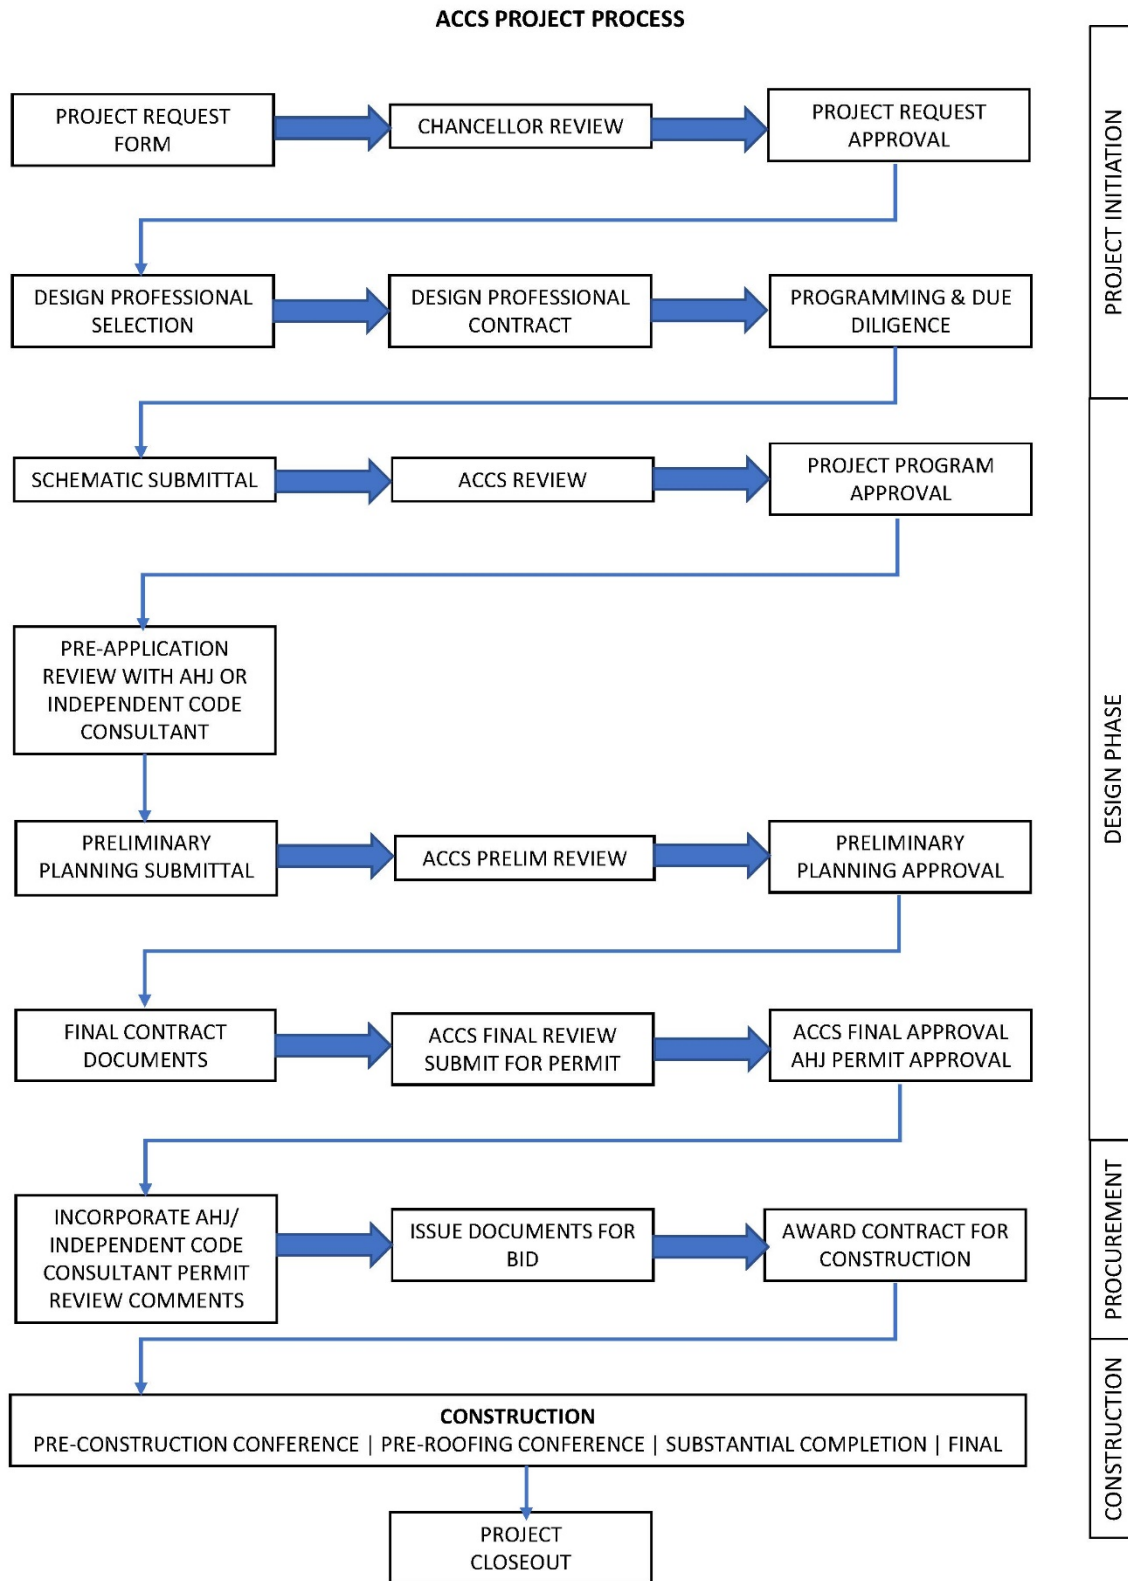 ACCS PROJECT PROCESS
PROJECT REQUEST
FORM
CHANCELLOR REVIEW
PROJECT REQUEST
APPROVAL
DESIGN PROFESSIONAL
SELECTION
DESIGN PROFESSIONAL
CONTRACT
PROGRAMMING & DUE
DILIGENCE
PROJECT INITIATION
SCHEMATIC SUBMITTAL
ACCS REVIEW
PROJECT PROGRAM
APPROVAL
PRE-APPLICATION
REVIEW WITH AHJ OR
INDEPENDENT CODE
CONSULTANT
PRELIMINARY
PLANNING SUBMITTAL
ACCS PRELIM REVIEW
PRELIMINARY
PLANNING APPROVAL
FINAL CONTRACT
DOCUMENTS
ACCS FINAL REVIEW
SUBMIT FOR PERMIT
ACCS FINAL APPROVAL
AHJ PERMIT APPROVAL
DESIGN PHASE
INCORPORATE AHJ/
INDEPENDENT CODE
CONSULTANT PERMIT
REVIEW COMMENTS
ISSUE DOCUMENTS FOR
BID
AWARD CONTRACT FOR
CONSTRUCTION
PROCUREMENT
CONSTRUCTION
PRE-CONSTRUCTION CONFERENCE | PRE-ROOFING CONFERENCE | SUBSTANTIAL COMPLETION | FINAL
PROJECT
CLOSEOUT
CONSTRUCTION